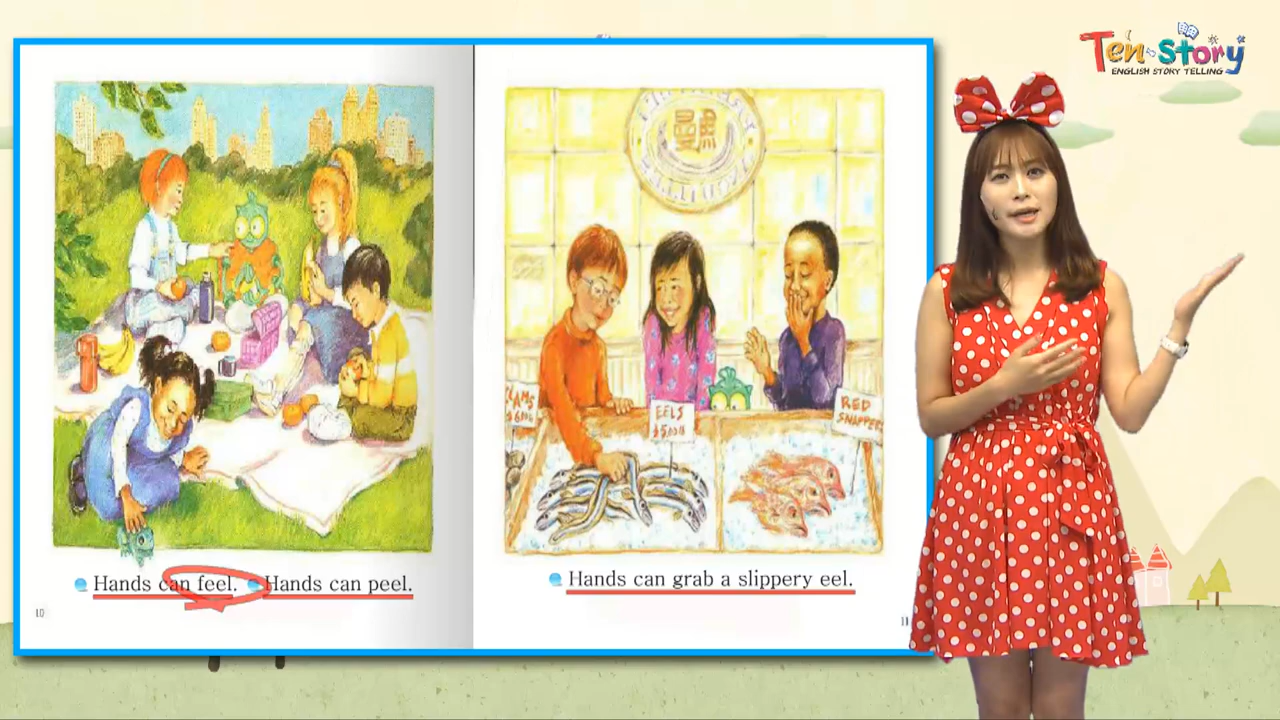 Ten-Story
ENGLISH STORY TELLING
EELS
RED
SNAPPER
Hands can feel. Hands can peel.
Hands can grab a slippery eel.
10
11